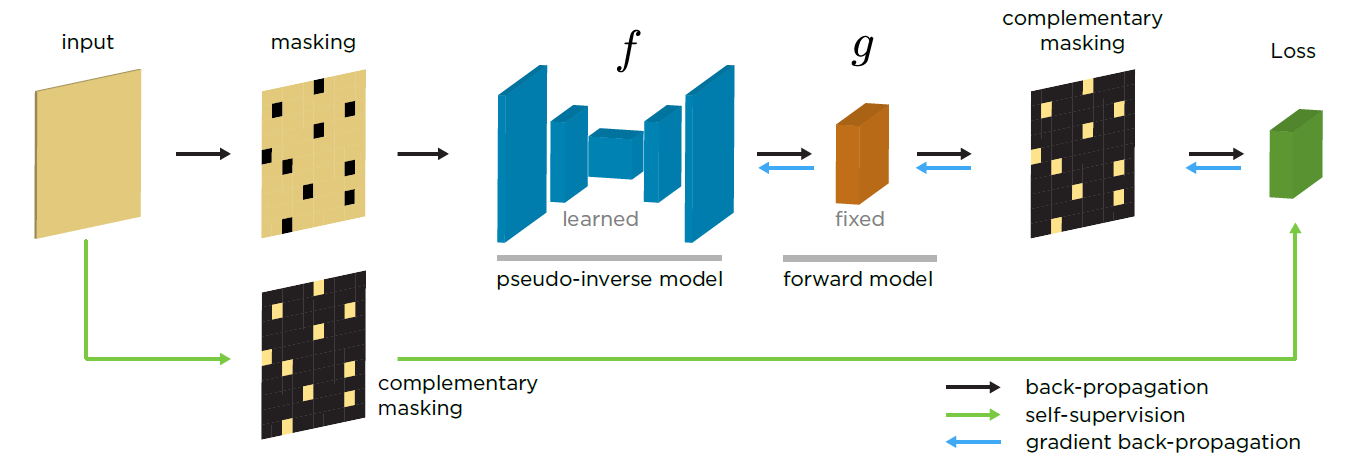 input
masking
f
g
complementary
masking
Loss
learned
fixed
pseudo-inverse model
forward model
complementary
masking
back-propagation
self-supervision
gradient back-propagation